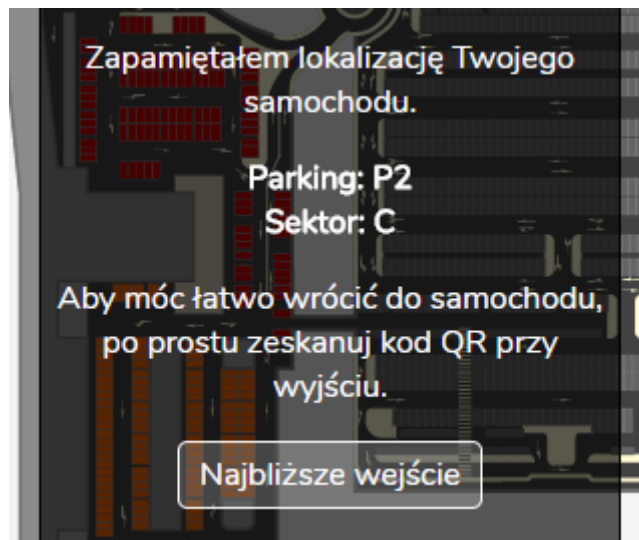 Zapamiętałem lokalizację Twojego
samochodu.
Parking: P2
Sektor: C
Aby móc łatwo wrócić do samochodu,
po prostu zeskanuj kod QR przy
wyjściu.
Najbliższe wejście